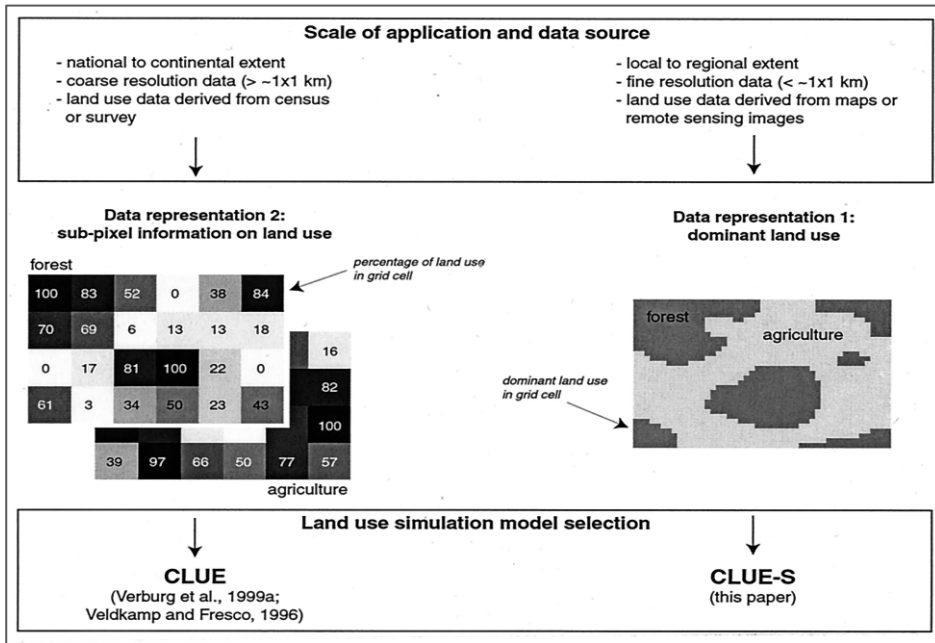 Scale of application and data source
- national to continental extent
- coarse resolution data (> ~1x1 km)
- land use data derived from census
or survey
- local to regional extent
- fine resolution data (< ~1x1 km)
- land use data derived from maps or
remote sensing images
Data representation 2:
sub-pixel information on land use
forest
percentage of land use
in grid cell
100 83 52 0 38 84
70 69 6 13 13 18
0 17 81 100 22 0
61 3 34 50 23 43
16
82
100
39 97 66 50 77 57
agriculture
Data representation 1:
dominant land use
forest
agriculture
dominant land use
in grid cell
Land use simulation model selection
CLUE
(Verburg et al., 1999a;
Veldkamp and Fresco, 1996)
CLUE-S
(this paper)